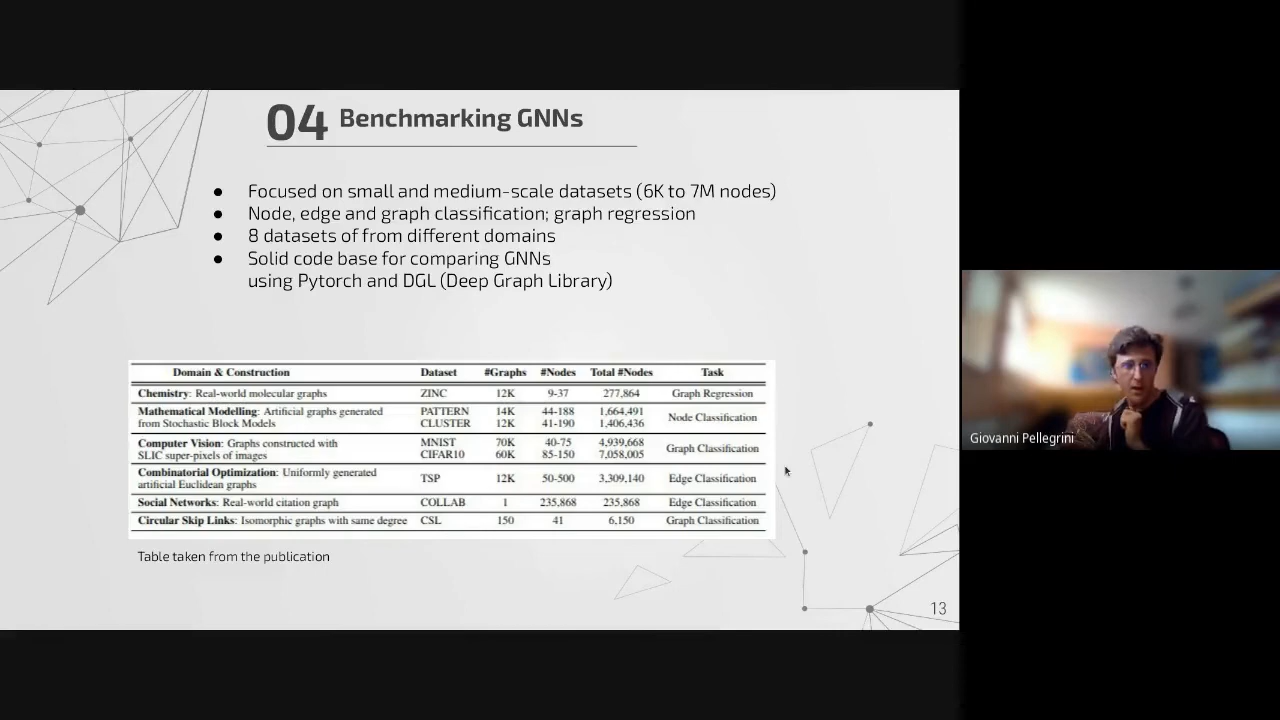 04 Benchmarking GNNs
● Focused on small and medium-scale datasets (6K to 7M nodes)
● Node, edge and graph classification; graph regression
● 8 datasets of from different domains
● Solid code base for comparing GNNs
using Pytorch and DGL (Deep Graph Library)
Domain & Construction Dataset #Graphs #Nodes Total #Nodes Task
Chemistry: Real-world molecular graphs ZINC 12K 9-37 277,864 Graph Regression
Mathematical Modelling: Artificial graphs generated PATTERN 14K 44-188 1,664,491 Node Classification
from Stochastic Block Models CLUSTER 12K 41-190 1,406,436
Computer Vision: Graphs constructed with MNIST 70K 40-75 4,939,668 Graph Classification
SLIC super-pixels of images CIFAR10 60K 85-150 7,058,005
Combinatorial Optimization: Uniformly generated TSP 12K 50-500 3,309,140 Edge Classification
artificial Euclidean graphs
Social Networks: Real-world citation graph COLLAB 1 235,868 235,868 Edge Classification
Circular Skip Links: Isomorphic graphs with same degree CSL 150 41 6,150 Graph Classification
Table taken from the publication
13
Giovanni Pellegrini